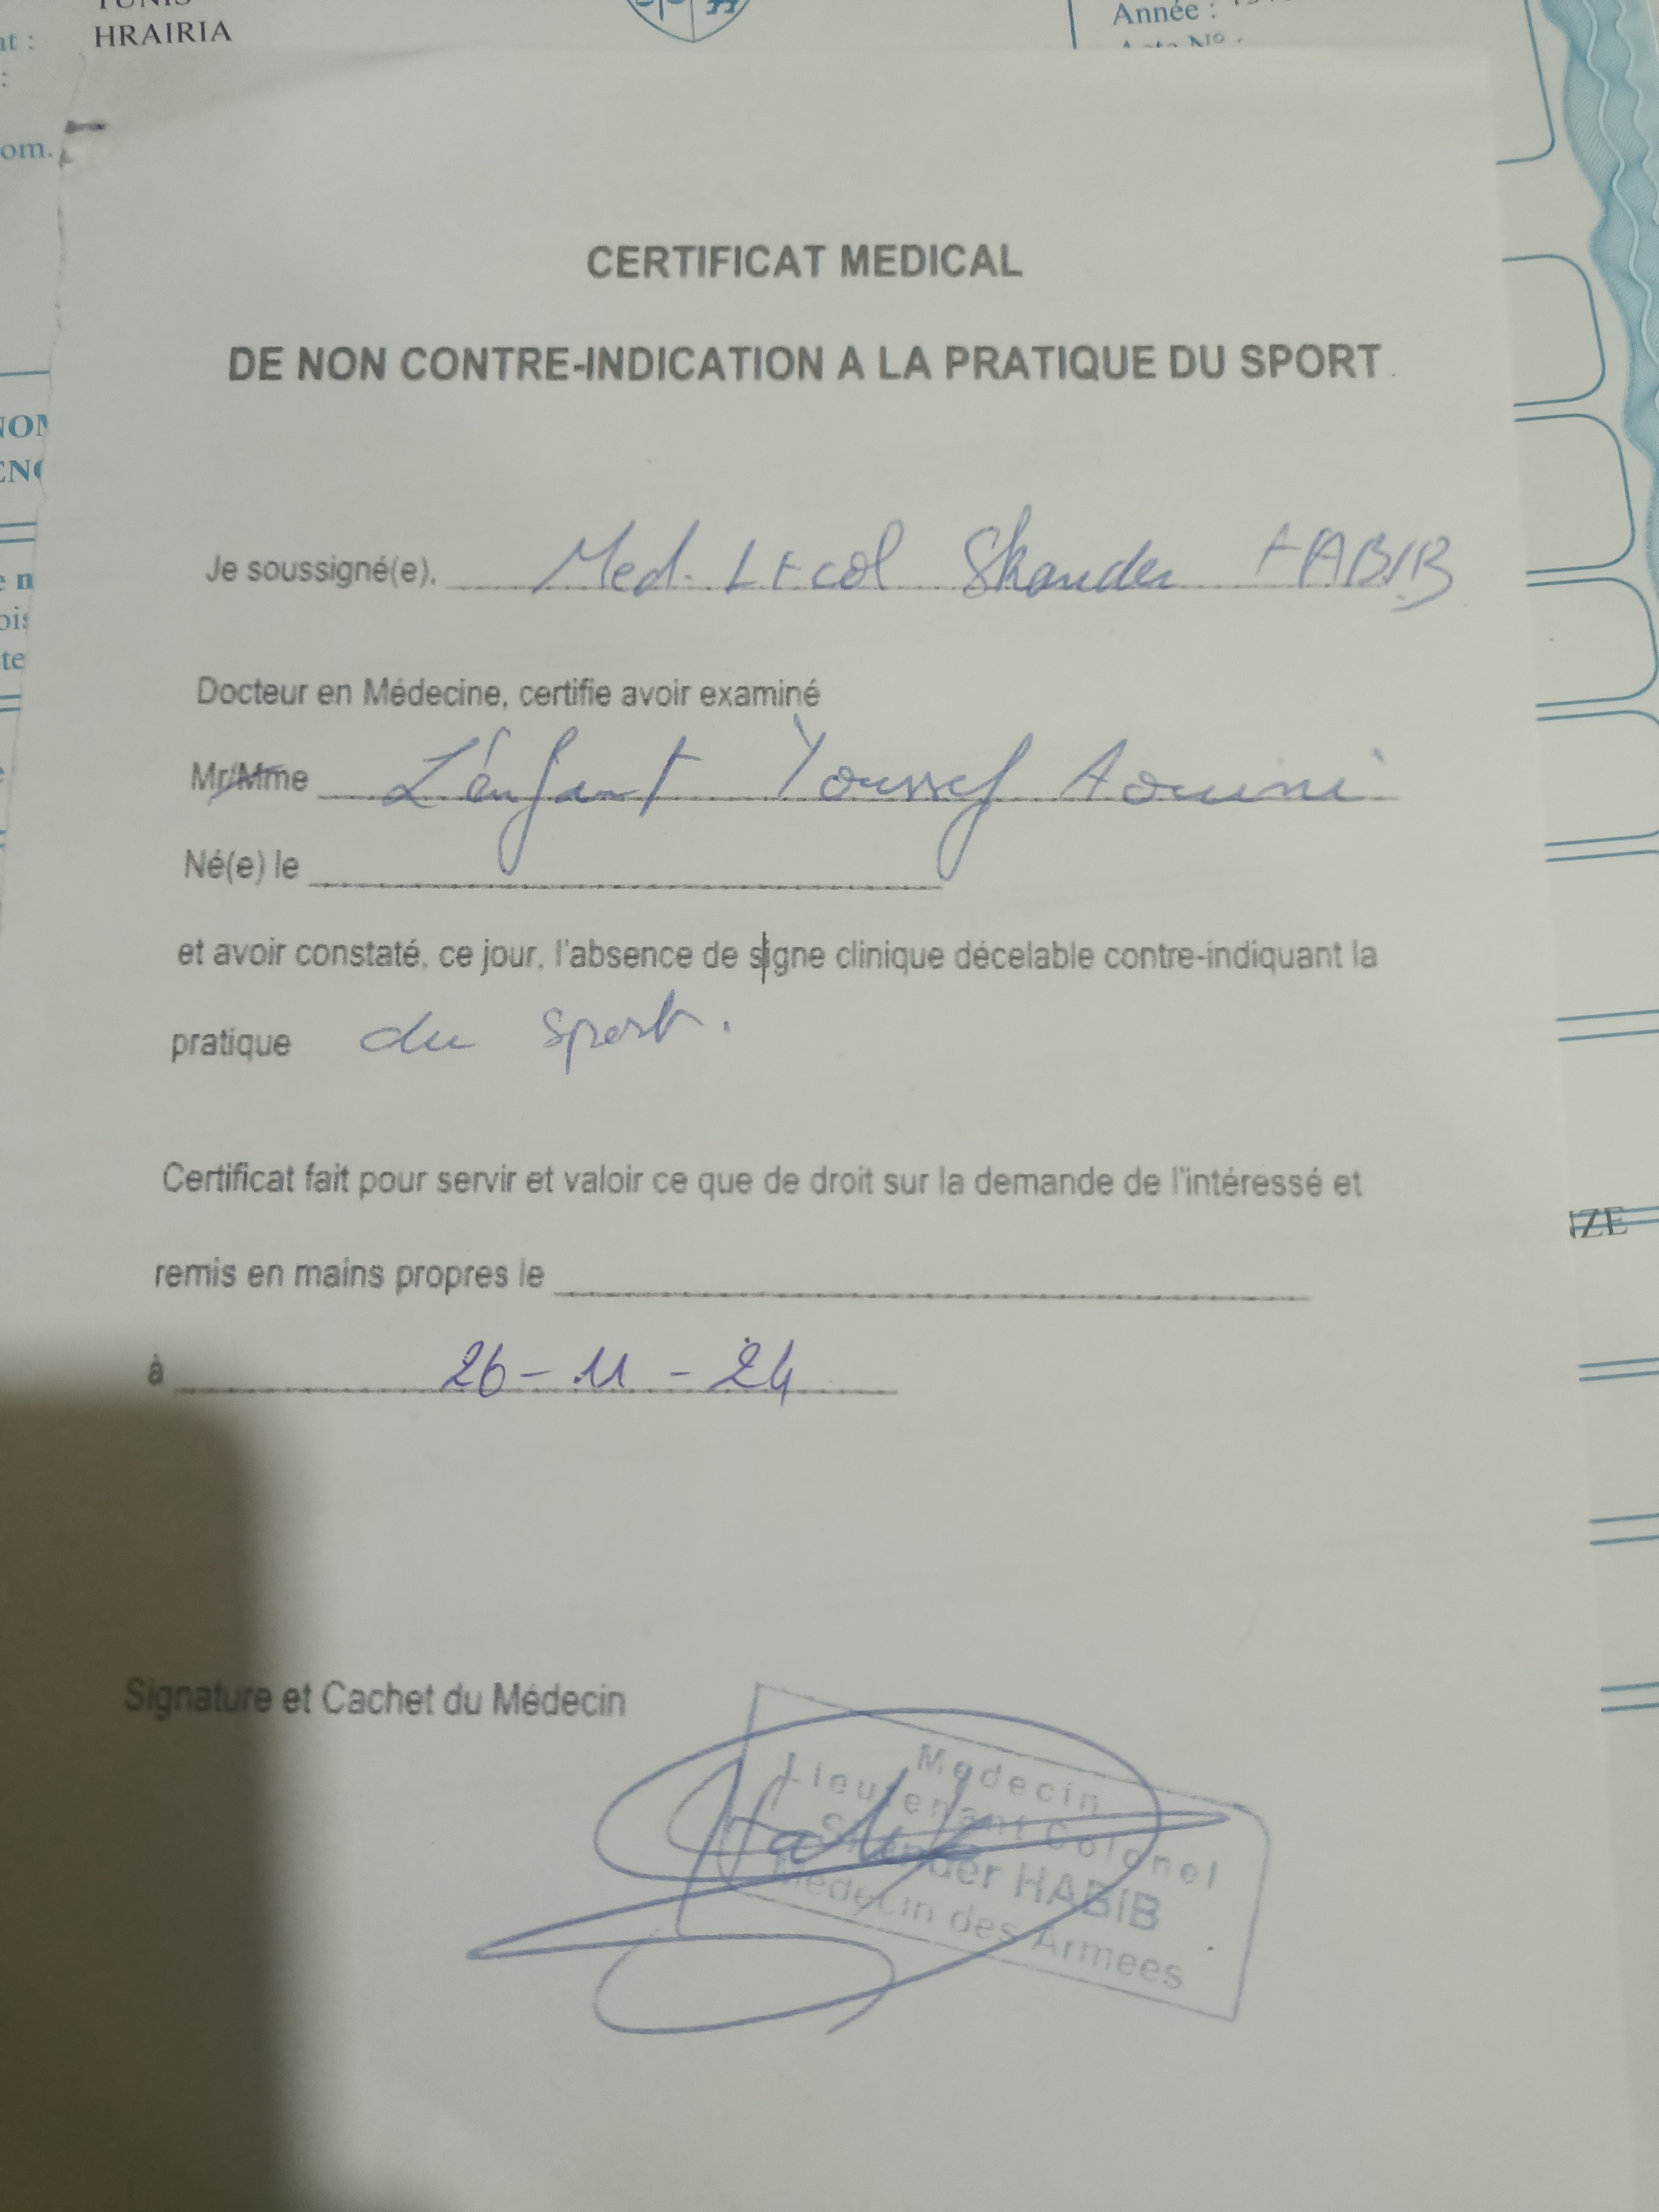 HRAIRIA
Année :
CERTIFICAT MEDICAL
DE NON CONTRE-INDICATION A LA PRATIQUE DU SPORT
Je soussigné(e), Med. Lt col Skander HABIB
Docteur en Médecine, certifie avoir examiné
Mr/Mme L'énfant Youssef Aouini
Né(e) le
et avoir constaté, ce jour, l'absence de signe clinique décelable contre-indiquant la
pratique du sport.
Certificat fait pour servir et valoir ce que de droit sur la demande de l'intéressé et
remis en mains propres le
à 26-11-24
Signature et Cachet du Médecin
Medecin
Lieutenant Colonel
Skander HABIB
Medecin des Armees